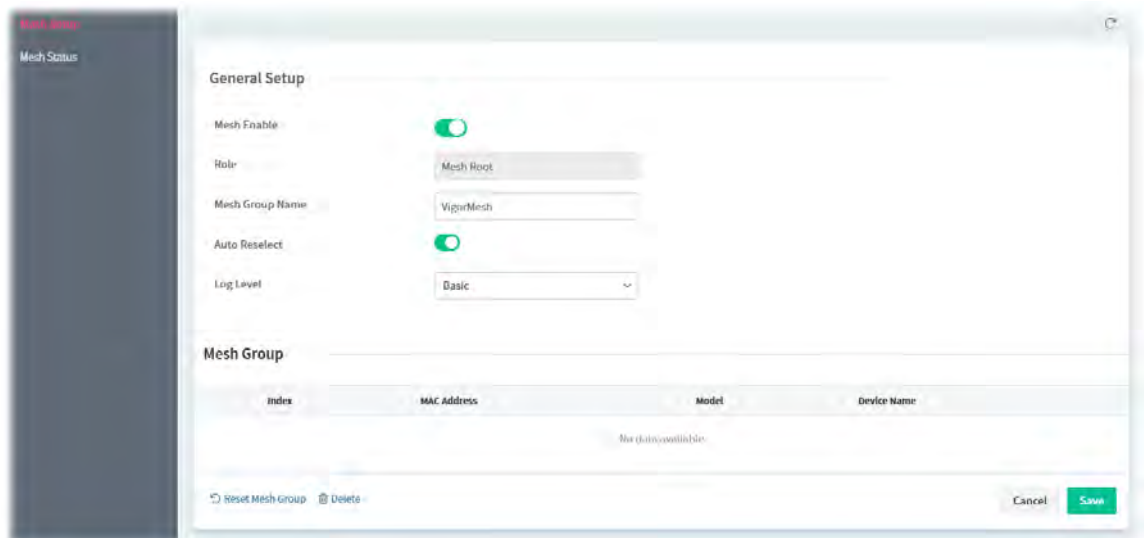 Mesh Status
General Setup
Mesh Enable
Role
Mesh Root
Mesh Group Name
VigorMesh
Auto Reselect
Log Level
Basic
Mesh Group
Index MAC Address Model Device Name
No data available
Reset Mesh Group Delete
Cancel Save